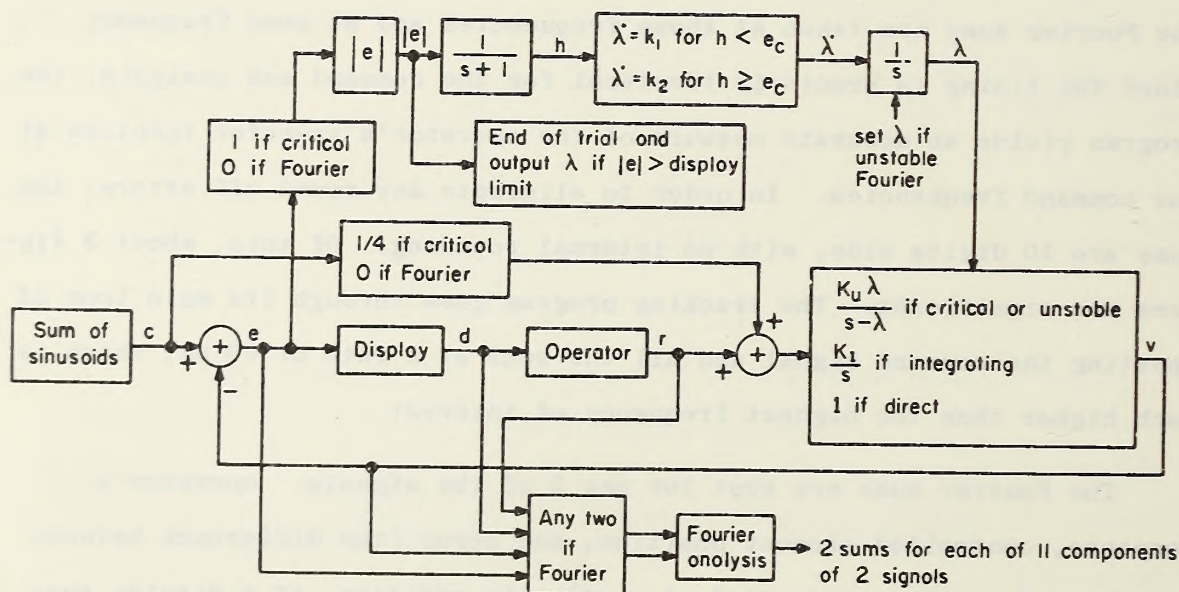 |e|
|e|
1
s + 1
h
λ̇ = k₁ for h < e_c
λ̇ = k₂ for h ≥ e_c
λ̇
1
s
λ
set λ if
unstable
Fourier
1 if critical
0 if Fourier
End of trial and
output λ if |e| > display
limit
1/4 if critical
0 if Fourier
Sum of
sinusoids
c
+
−
e
Display
d
Operator
r
+
+
+
K_u λ
s−λ
if critical or unstable
K₁
s
if integrating
1 if direct
v
Any two
if
Fourier
Fourier
analysis
2 sums for each of 11 components
of 2 signals